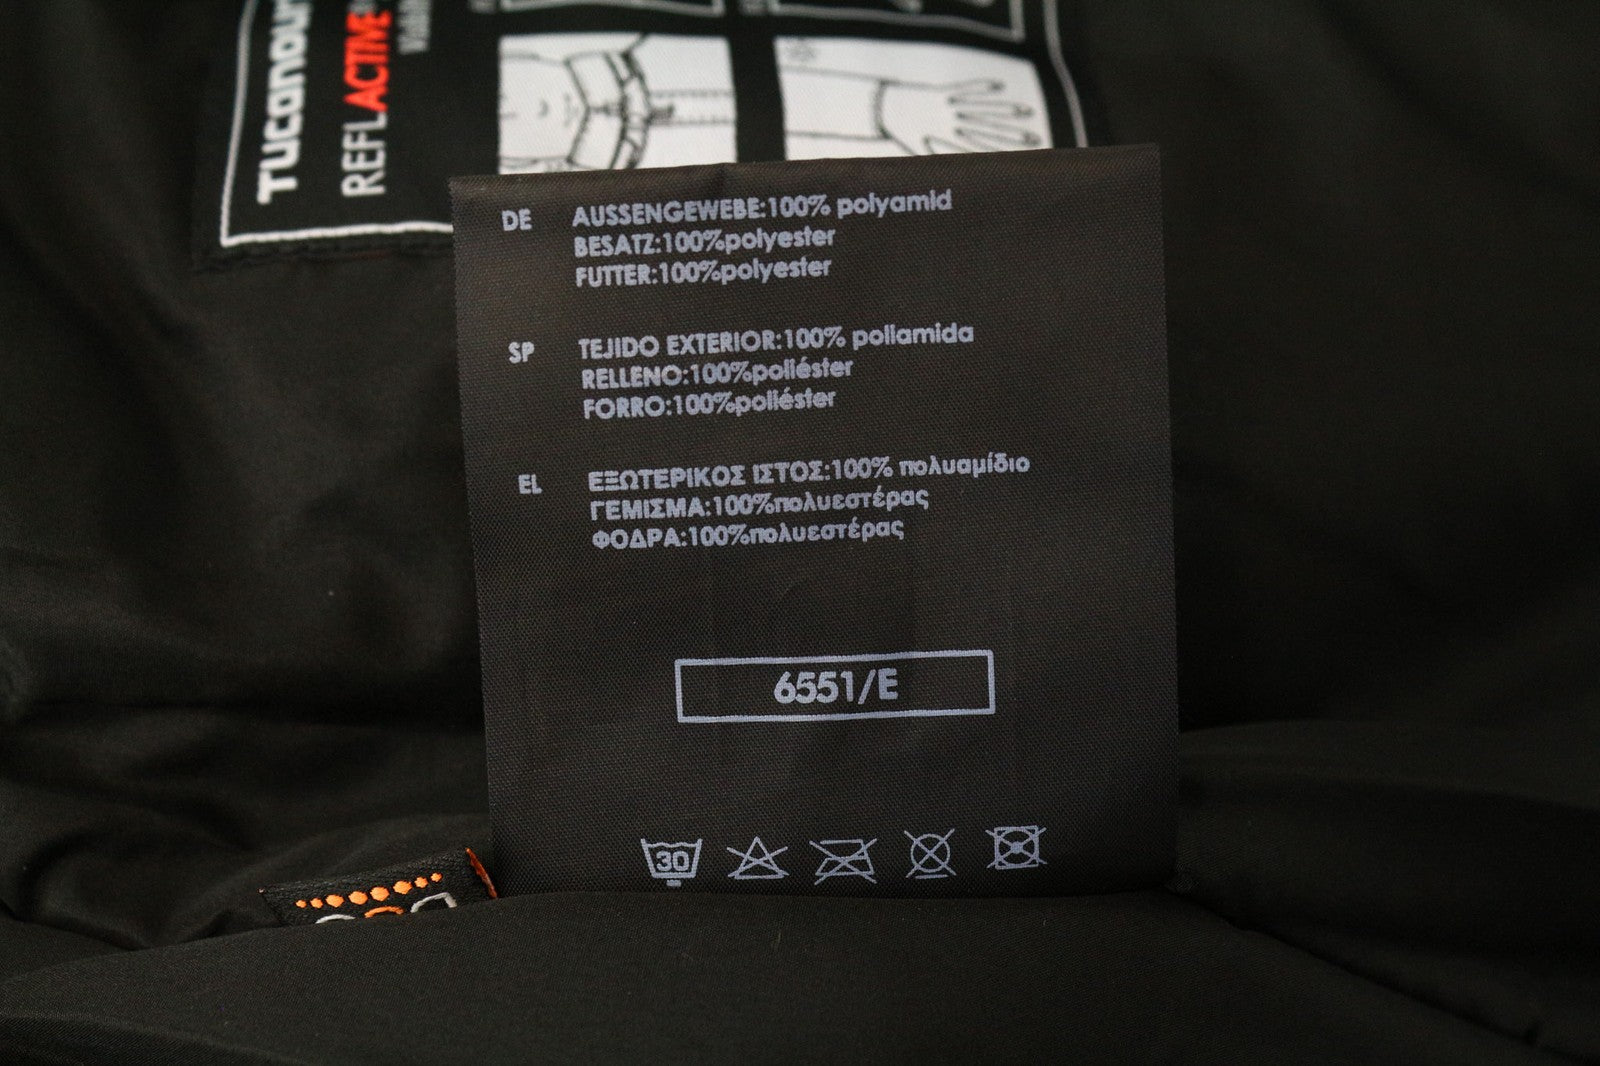 Tucanour
REFLACTIVE
DE AUSSENGEWEBE:100% polyamid
BESATZ:100%polyester
FUTTER:100%polyester
SP TEJIDO EXTERIOR:100% poliamida
RELLENO:100%poliéster
FORRO:100%poliéster
EL ΕΞΩΤΕΡΙΚΟΣ ΙΣΤΟΣ:100% πολυαμίδιο
ΓΕΜΙΣΜΑ:100%πολυεστέρας
ΦΟΔΡΑ:100%πολυεστέρας
6551/E
30